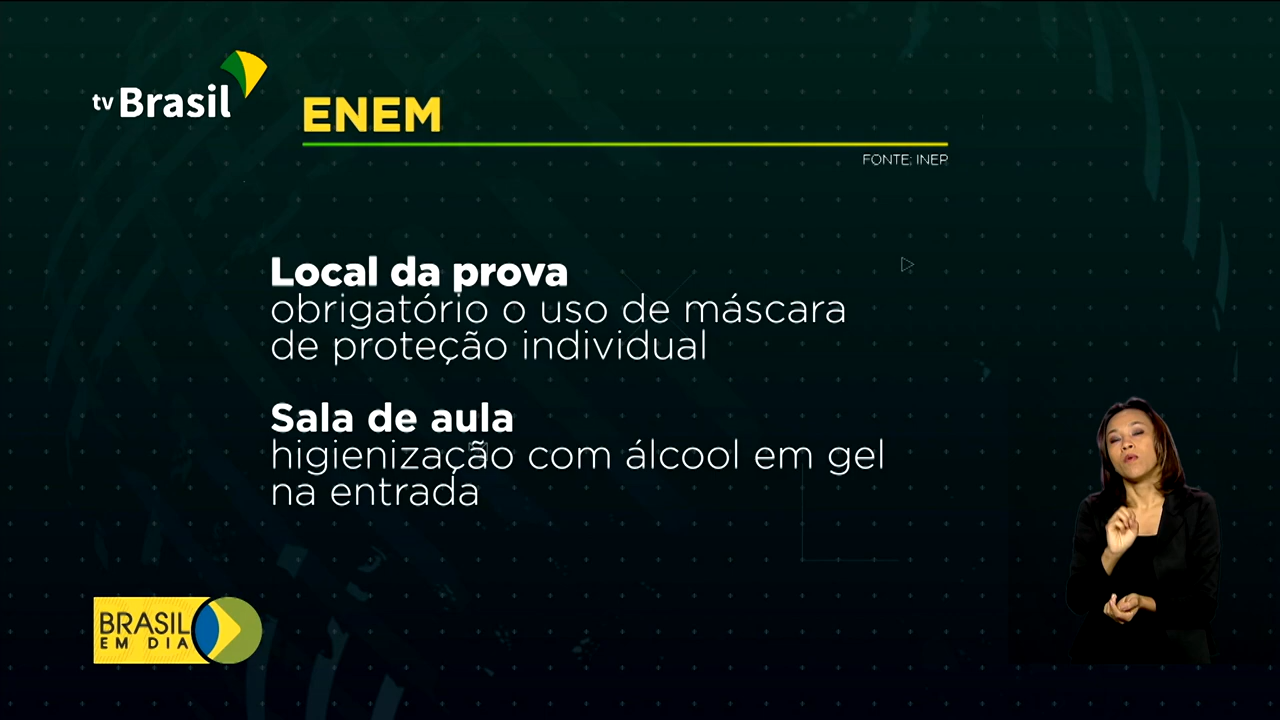 tv Brasil
ENEM
FONTE: INEP
Local da prova
obrigatório o uso de máscara
de proteção individual
Sala de aula
higienização com álcool em gel
na entrada
BRASIL
EM DIA